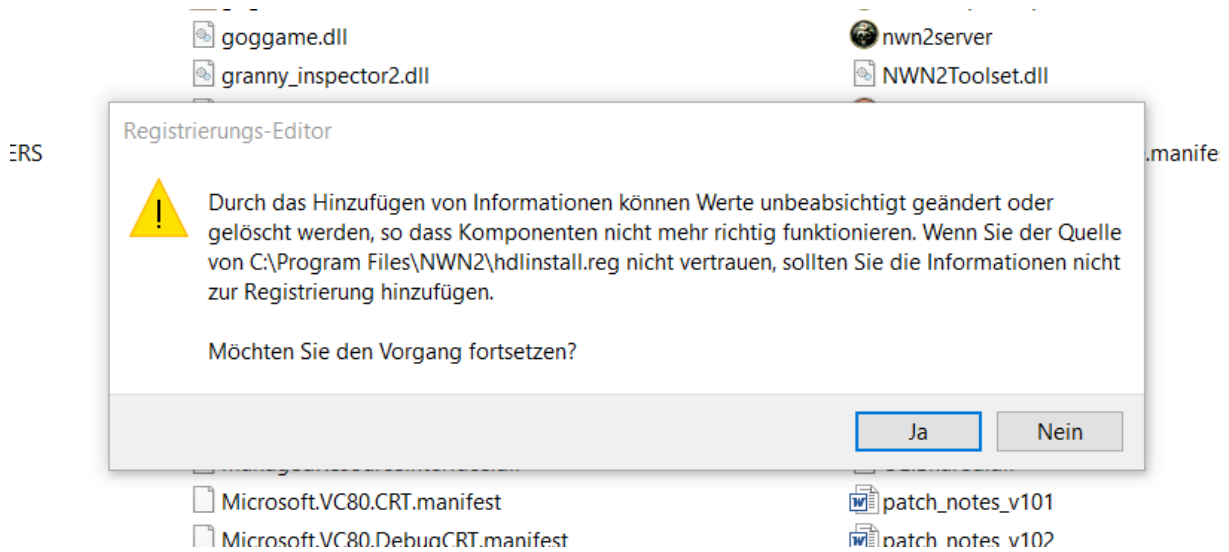 goggame.dll
nwn2server
granny_inspector2.dll
NWN2Toolset.dll
Registrierungs-Editor
ERS
.manifes
Durch das Hinzufügen von Informationen können Werte unbeabsichtigt geändert oder
gelöscht werden, so dass Komponenten nicht mehr richtig funktionieren. Wenn Sie der Quelle
von C:\Program Files\NWN2\hdlinstall.reg nicht vertrauen, sollten Sie die Informationen nicht
zur Registrierung hinzufügen.
Möchten Sie den Vorgang fortsetzen?
Ja
Nein
Microsoft.VC80.CRT.manifest
patch_notes_v101
Microsoft.VC80.DebugCRT.manifest
patch_notes_v102